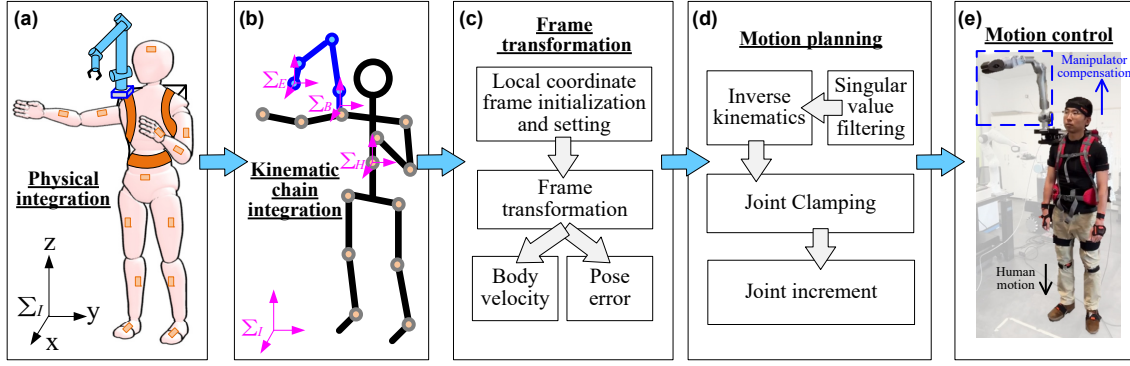 (a)
Physical
integration
z
Σ_I
y
x
(b)
Σ_E
Σ_B
Σ_H
Kinematic
chain
integration
Σ_I
(c)
Frame
transformation
Local coordinate
frame initialization
and setting
Frame
transformation
Body
velocity
Pose
error
(d)
Motion planning
Inverse
kinematics
Singular
value
filtering
Joint Clamping
Joint increment
(e)
Motion control
Manipulator
compensation
Human
motion